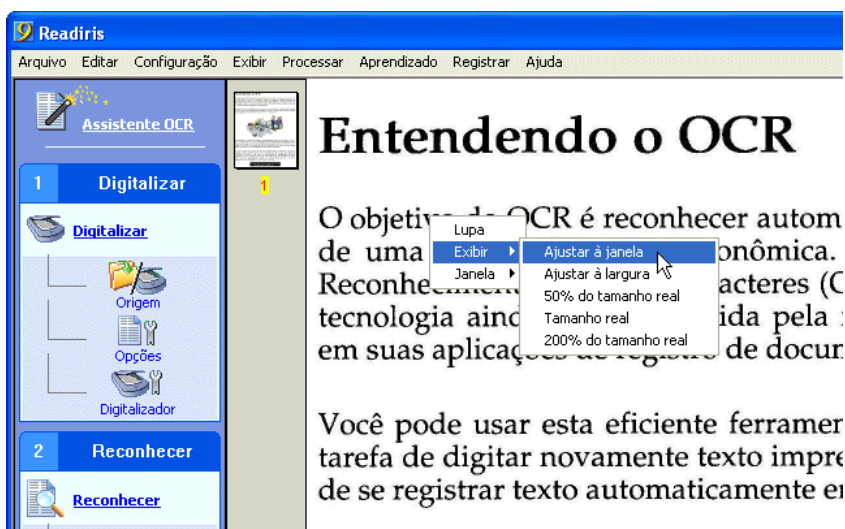 Readiris
Arquivo Editar Configuração Exibir Processar Aprendizado Registrar Ajuda
Assistente OCR
1 Digitalizar
Digitalizar
Origem
Opções
Digitalizador
2 Reconhecer
Reconhecer
1
Entendendo o OCR
O objetiv OCR é reconhecer autom
de uma onômica.
Reconhe acteres (C
tecnologia aind ida pela
em suas aplicaç de docun
Você pode usar esta eficiente ferramen
tarefa de digitar novamente texto impre
de se registrar texto automaticamente e
Lupa
Exibir
Janela
Ajustar à janela
Ajustar à largura
50% do tamanho real
Tamanho real
200% do tamanho real